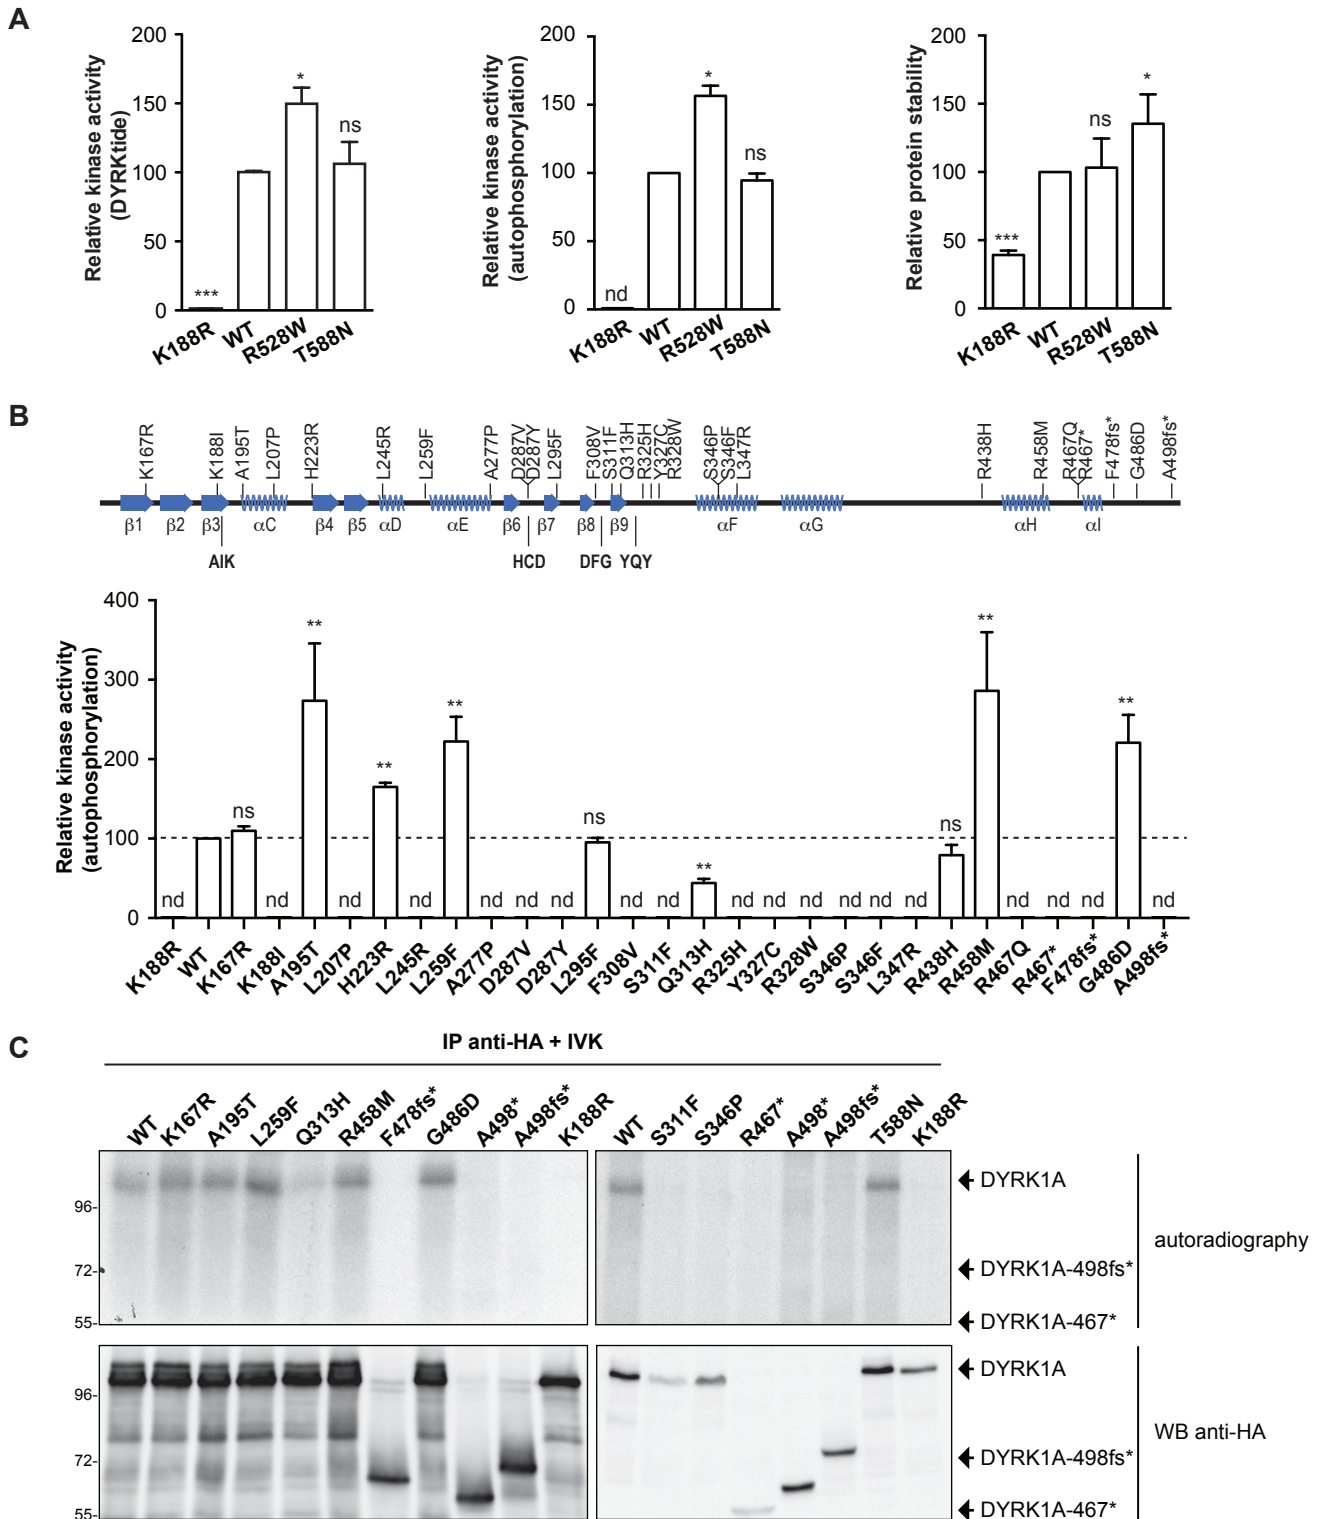 A
Relative kinase activity
(DYRKtide)
200
150
100
50
0
***
*
ns
K188R
WT
R528W
T588N
Relative kinase activity
(autophosphorylation)
200
150
100
50
0
nd
*
ns
K188R
WT
R528W
T588N
Relative protein stability
200
150
100
50
0
***
ns
*
K188R
WT
R528W
T588N
B
K167R K188I A195T L207P H223R L245R L259F A277P D287V D287Y L295F F308V S311F Q313H R325H Y327C R328W S346P S346F L347R R438H R458M R467Q R467* F478fs* G486D A498fs*
β1 β2 β3 αC β4 β5 αD αE β6 β7 β8 β9 αF αG αH αI
AIK HCD DFG YQY
Relative kinase activity
(autophosphorylation)
400
300
200
100
0
nd ns nd ** nd ** nd ** nd nd nd ns nd nd ** nd nd nd nd nd nd ns ** nd nd nd ** nd
K188R WT K167R K188I A195T L207P H223R L245R L259F A277P D287V D287Y L295F F308V S311F Q313H R325H Y327C R328W S346P S346F L347R R438H R458M R467Q R467* F478fs* G486D A498fs*
C
IP anti-HA + IVK
WT K167R A195T L259F Q313H R458M F478fs* G486D A498* A498fs* K188R
WT S311F S346P R467* A498* A498fs* T588N K188R
96-
72-
55-
DYRK1A
DYRK1A-498fs*
DYRK1A-467*
autoradiography
96-
72-
55-
DYRK1A
DYRK1A-498fs*
DYRK1A-467*
WB anti-HA